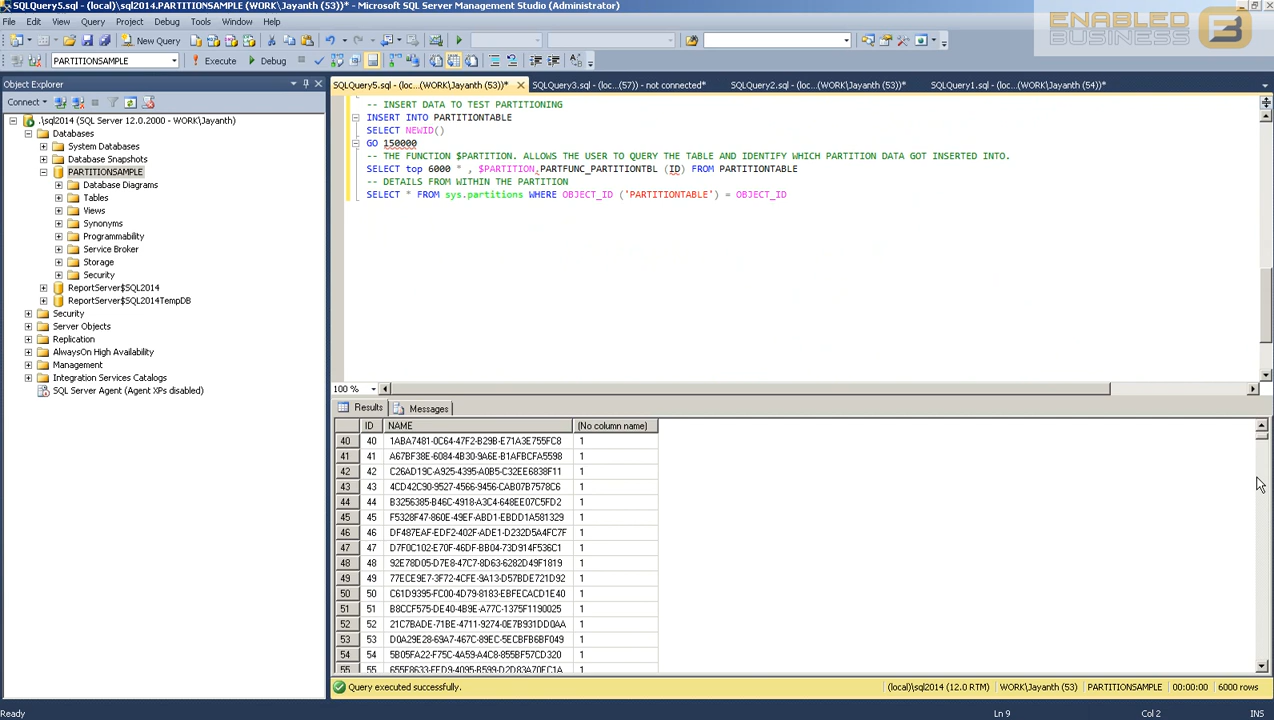 SQLQuery5.sql - (local)\sql2014.PARTITIONSAMPLE (WORK\Jayanth (53))* - Microsoft SQL Server Management Studio (Administrator)
ENABLED
BUSINESS
File Edit View Query Project Debug Tools Window Help
New Query
PARTITIONSAMPLE Execute Debug
Object Explorer
SQLQuery5.sql - (loc...(WORK\Jayanth (53))* SQLQuery3.sql - (loc...(57)) - not connected* SQLQuery2.sql - (loc...(WORK\Jayanth (53))* SQLQuery1.sql - (loc...(WORK\Jayanth (54))*
Connect
.\sql2014 (SQL Server 12.0.2000 - WORK\Jayanth)
Databases
System Databases
Database Snapshots
PARTITIONSAMPLE
Database Diagrams
Tables
Views
Synonyms
Programmability
Service Broker
Storage
Security
ReportServer$SQL2014
ReportServer$SQL2014TempDB
Security
Server Objects
Replication
AlwaysOn High Availability
Management
Integration Services Catalogs
SQL Server Agent (Agent XPs disabled)
-- INSERT DATA TO TEST PARTITIONING
INSERT INTO PARTITIONTABLE
SELECT NEWID()
GO 150000
-- THE FUNCTION $PARTITION. ALLOWS THE USER TO QUERY THE TABLE AND IDENTIFY WHICH PARTITION DATA GOT INSERTED INTO.
SELECT top 6000 * , $PARTITION.PARTFUNC_PARTITIONTBL (ID) FROM PARTITIONTABLE
-- DETAILS FROM WITHIN THE PARTITION
SELECT * FROM sys.partitions WHERE OBJECT_ID ('PARTITIONTABLE') = OBJECT_ID
100 %
Results Messages
ID NAME (No column name)
40 40 1ABA7481-0C64-47F2-B29B-E71A3E755FC8 1
41 41 A67BF38E-6084-4B30-9A6E-B1AFBCFA5598 1
42 42 C26AD19C-A925-4395-A0B5-C32EE6838F11 1
43 43 4CD42C90-9527-4566-9456-CAB07B7578C6 1
44 44 B3256385-B46C-4918-A3C4-648EE07C5FD2 1
45 45 F5328F47-860E-49EF-ABD1-EBDD1A581329 1
46 46 DF487EAF-EDF2-402F-ADE1-D232D5A4FC7F 1
47 47 D7F0C102-E70F-46DF-BB04-73D914F536C1 1
48 48 92E78D05-D7E8-47C7-8D63-6282D49F1819 1
49 49 77ECE9E7-3F72-4CFE-9A13-D57BDE721D92 1
50 50 C61D9395-FC00-4D79-8183-EBFECACD1E40 1
51 51 B8CCF575-DE40-4B9E-A77C-1375F1190025 1
52 52 21C7BADE-71BE-4711-9274-0E7B931DD0AA 1
53 53 D0A29E28-69A7-467C-89EC-5ECBFB6BF049 1
54 54 5B05FA22-F75C-4A59-A4C8-855BF57CD320 1
55 55 655F8633-FED9-4095-B599-D2D83A70FC1A 1
Query executed successfully. (local)\sql2014 (12.0 RTM) WORK\Jayanth (53) PARTITIONSAMPLE 00:00:00 6000 rows
Ready Ln 9 Col 2 INS